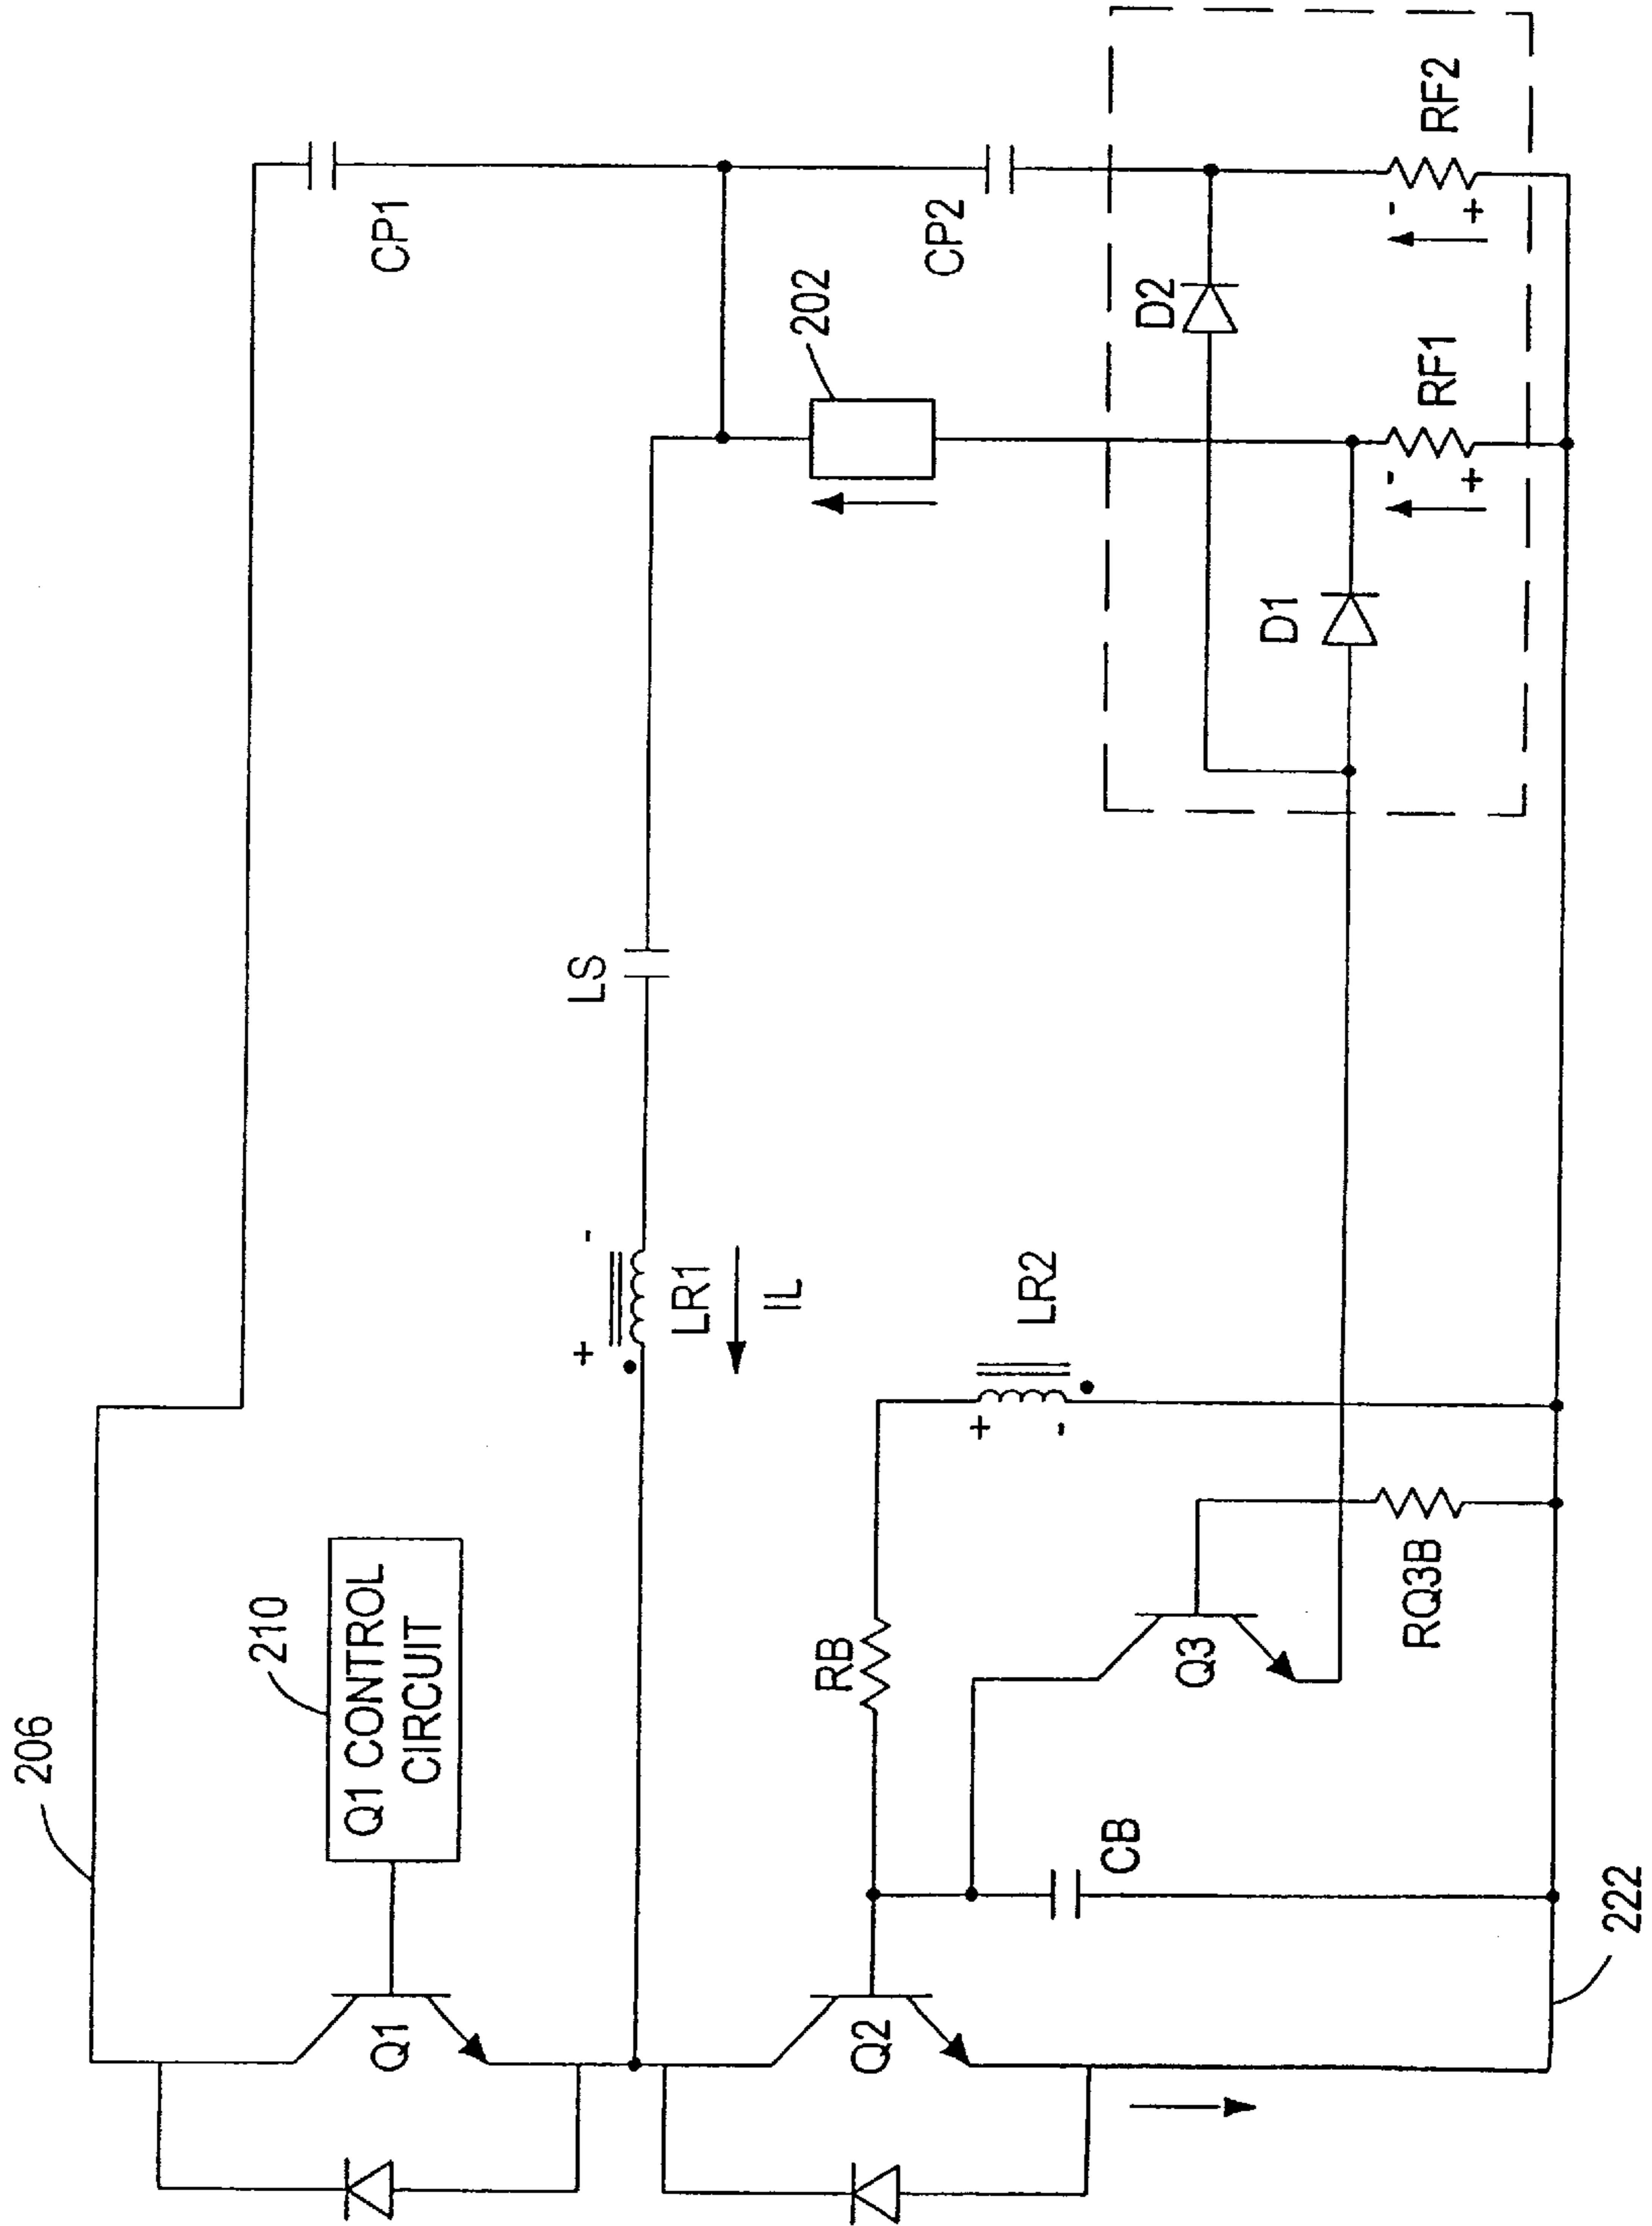 206
210
Q1 CONTROL
CIRCUIT
Q1
CP1
+
-
LR1
IL
LS
202
CP2
Q2
RB
CB
Q3
RQ3B
LR2
+
-
D1
D2
RF1
-
+
RF2
-
+
222